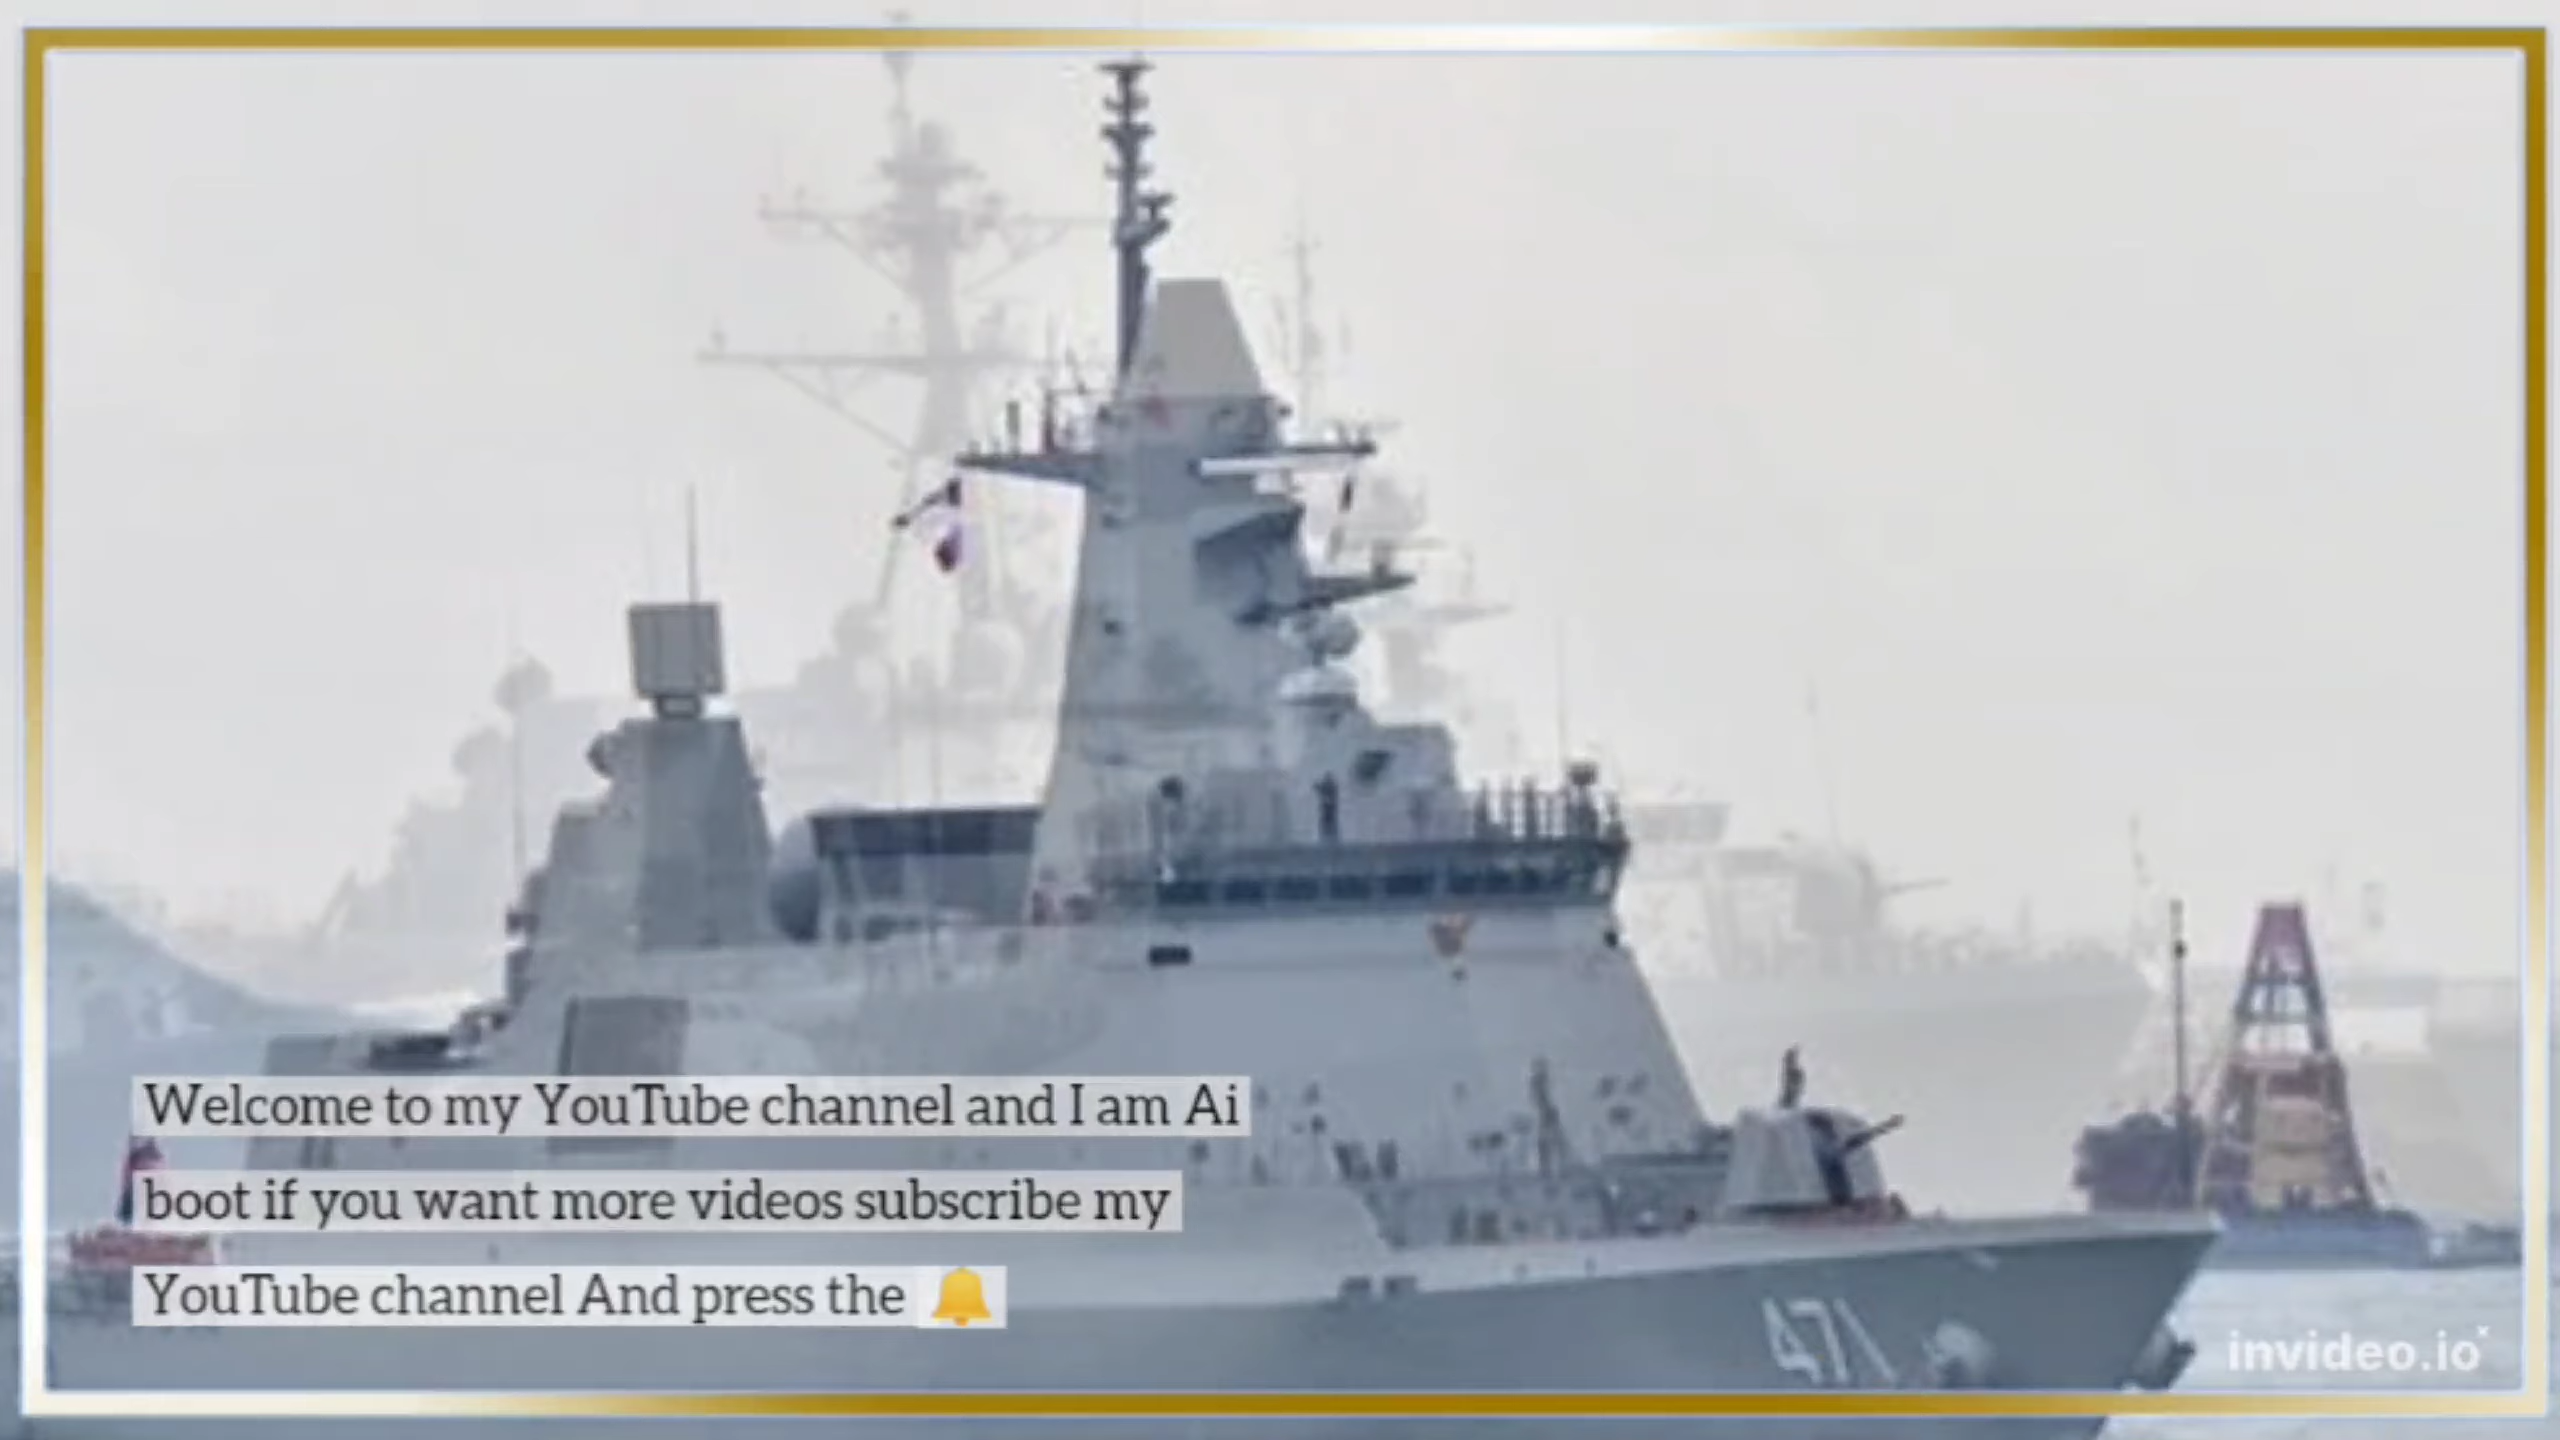 Welcome to my YouTube channel and I am Ai
boot if you want more videos subscribe my
YouTube channel And press the 🔔
471
invideo.io